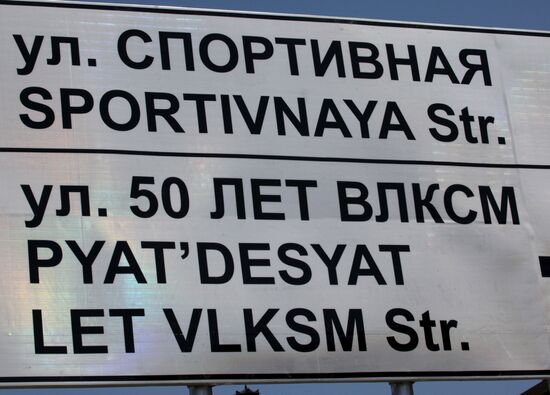 ул. СПОРТИВНАЯ
SPORTIVNAYA Str.
ул. 50 ЛЕТ ВЛКСМ
PYAT’DESYAT
LET VLKSM Str.